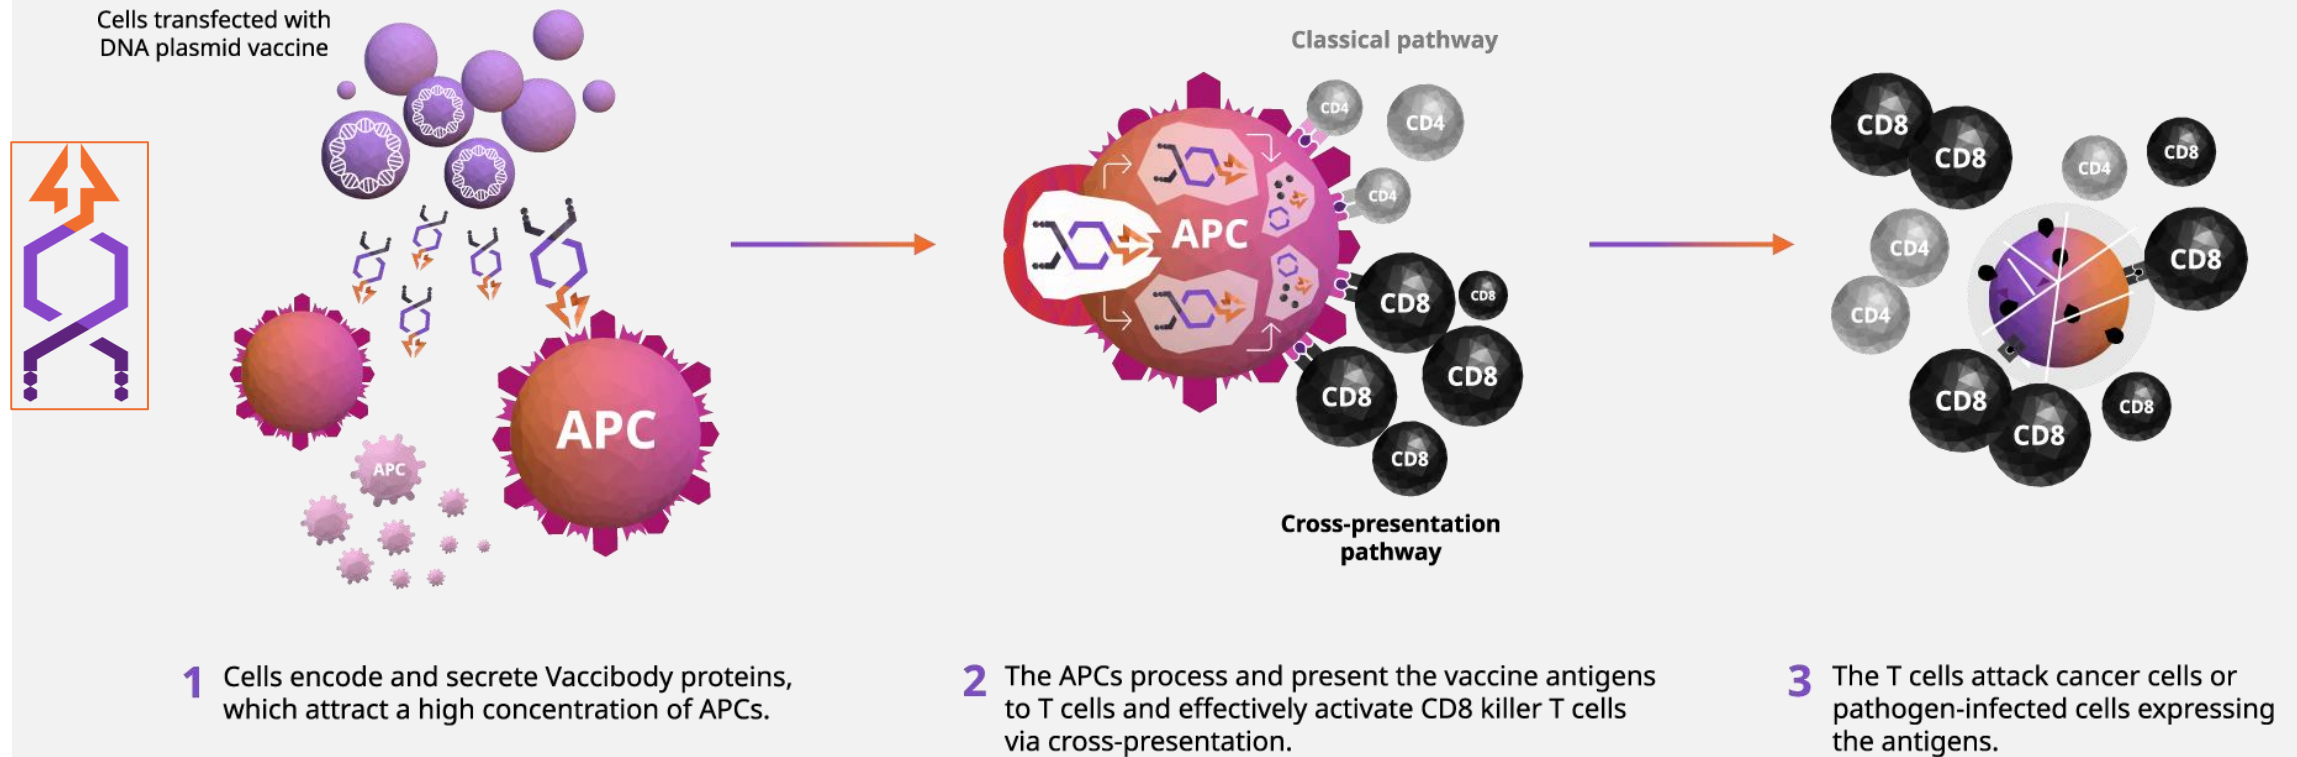 Cells transfected with
DNA plasmid vaccine
APC
APC
Classical pathway
CD4
CD4
CD4
APC
CD8
CD8
CD8
CD8
CD8
Cross-presentation
pathway
CD8
CD8
CD4
CD8
CD4
CD8
CD4
CD8
CD8
CD8
1 Cells encode and secrete Vaccibody proteins,
which attract a high concentration of APCs.
2 The APCs process and present the vaccine antigens
to T cells and effectively activate CD8 killer T cells
via cross-presentation.
3 The T cells attack cancer cells or
pathogen-infected cells expressing
the antigens.